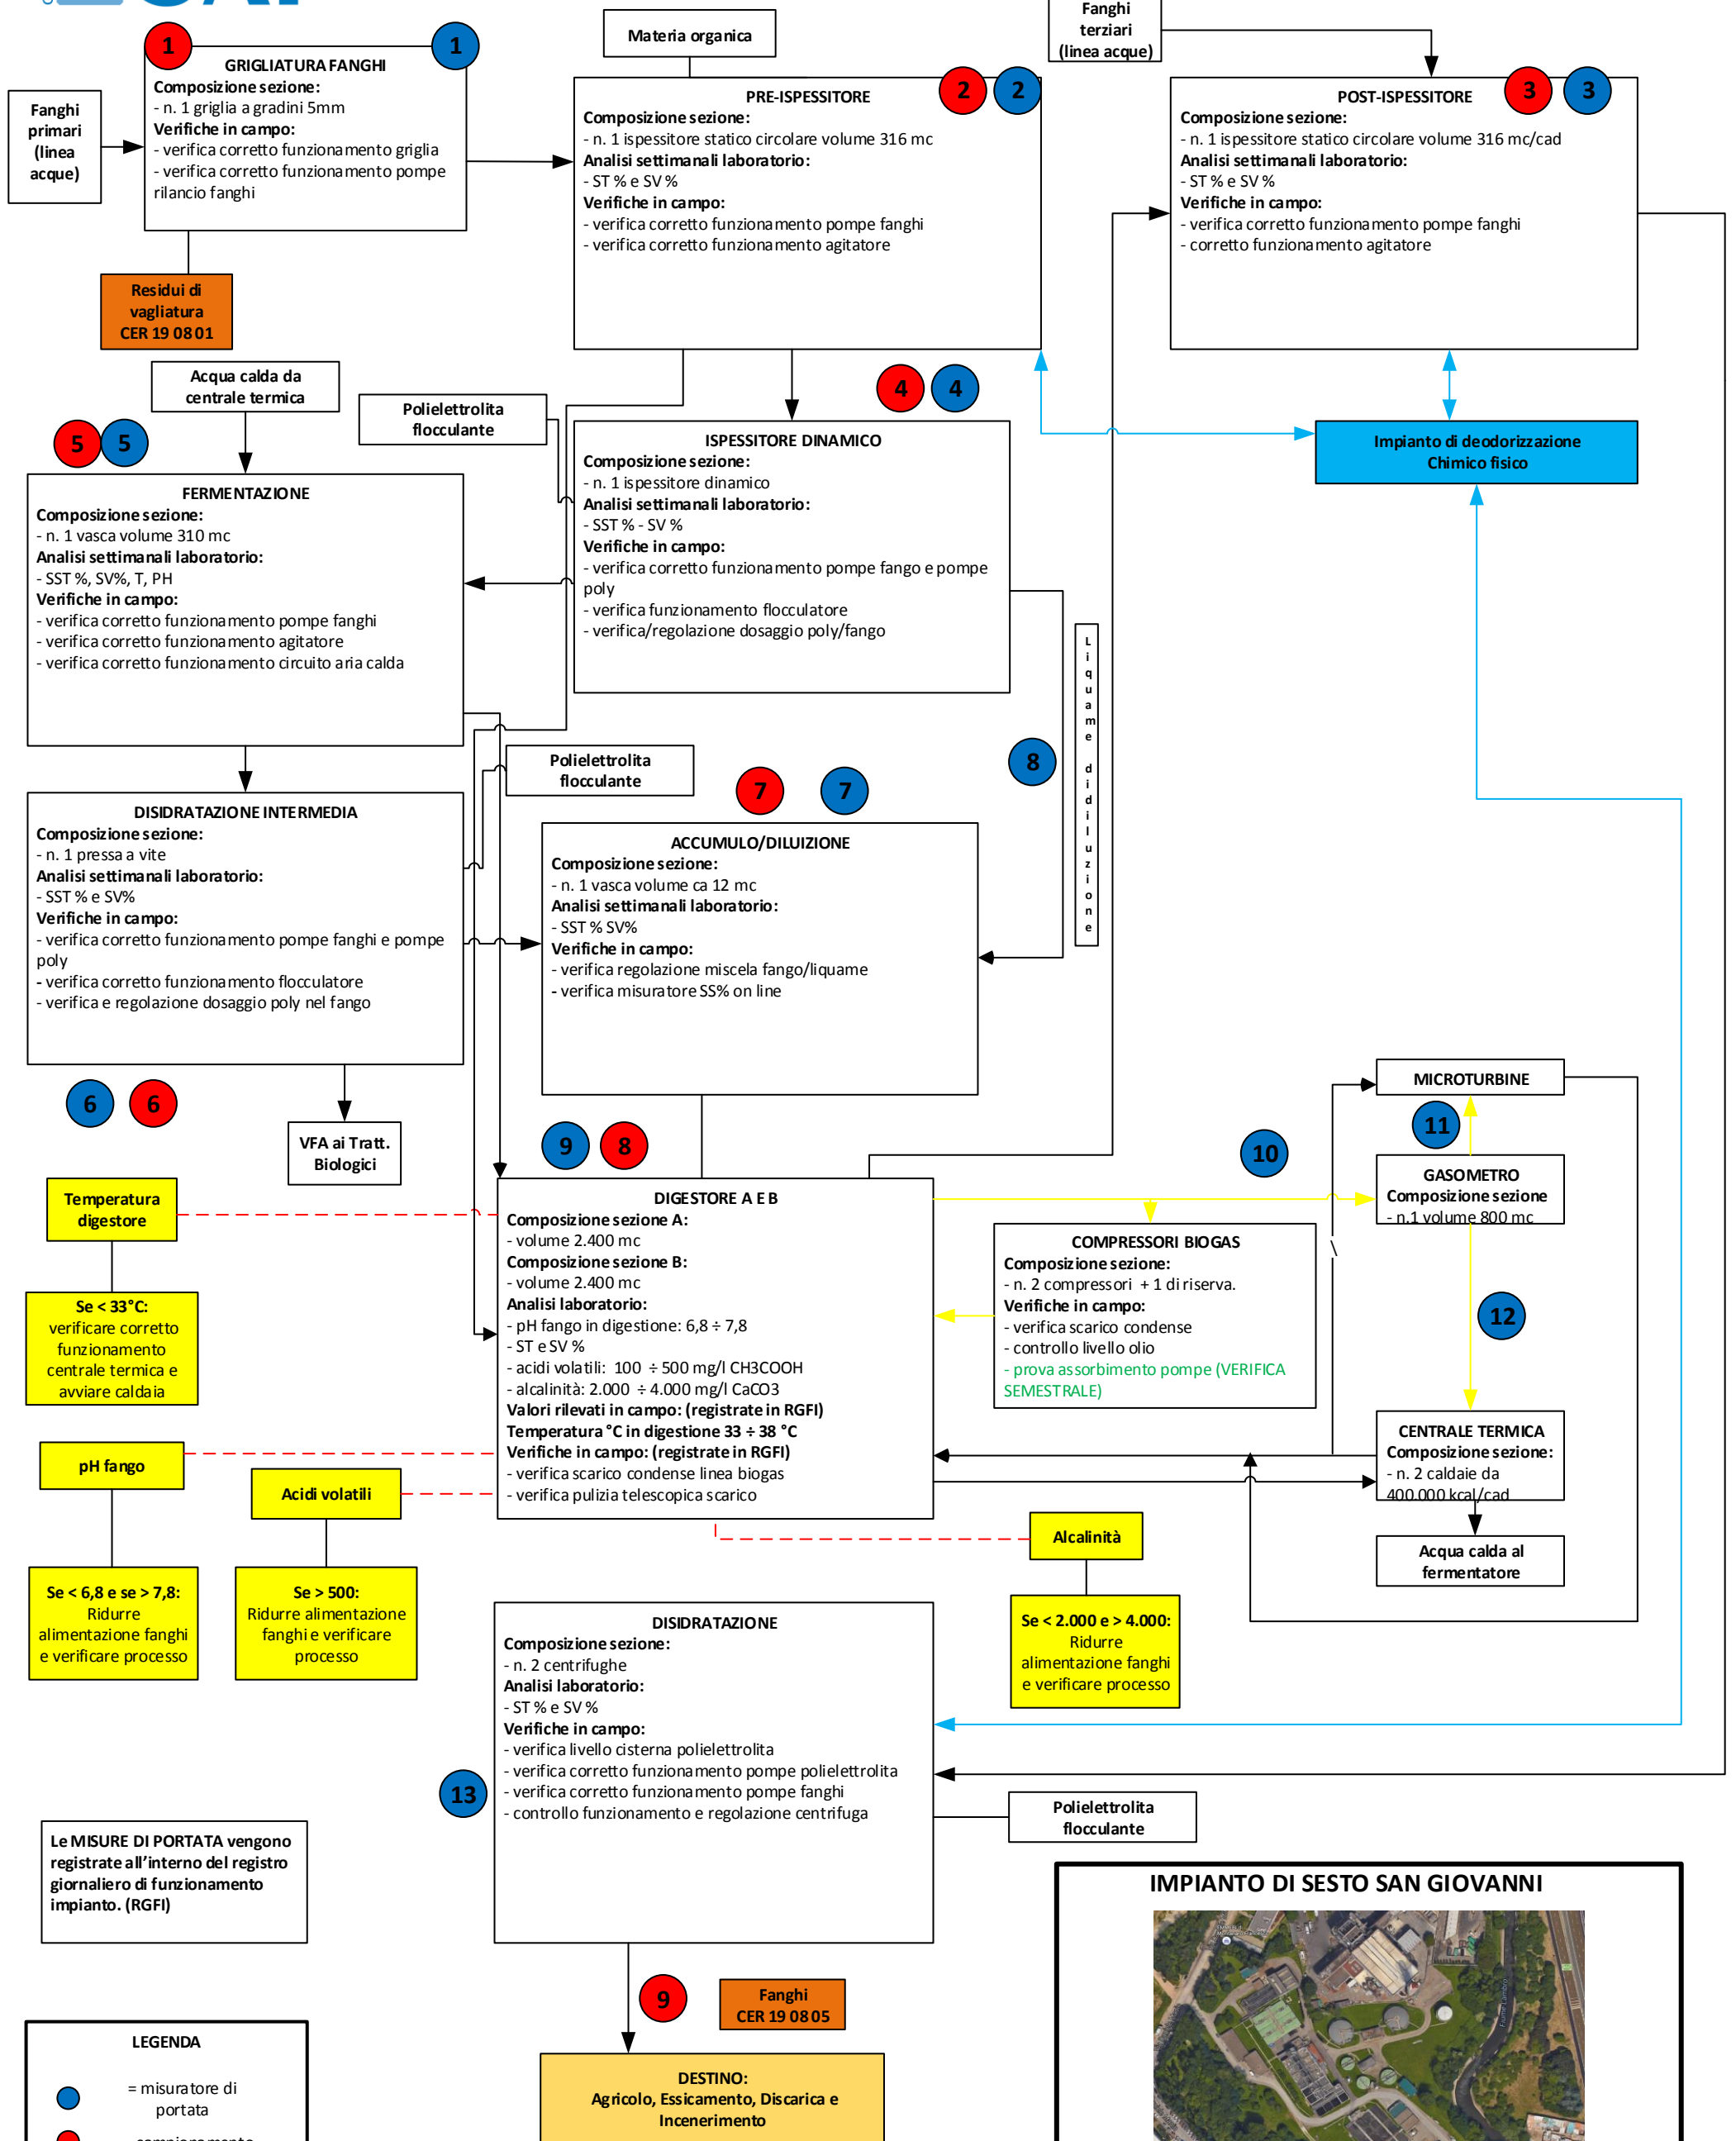 CAP
1
1
GRIGLIATURA FANGHI
Composizione sezione:
- n. 1 griglia a gradini 5mm
Verifiche in campo:
- verifica corretto funzionamento griglia
- verifica corretto funzionamento pompe
rilancio fanghi
Fanghi
primari
(linea
acque)
Residui di
vagliatura
CER 19 08 01
Materia organica
2
2
PRE-ISPESSITORE
Composizione sezione:
- n. 1 ispessitore statico circolare volume 316 mc
Analisi settimanali laboratorio:
- ST % e SV %
Verifiche in campo:
- verifica corretto funzionamento pompe fanghi
- verifica corretto funzionamento agitatore
Fanghi
terziari
(linea acque)
3
3
POST-ISPESSITORE
Composizione sezione:
- n. 1 ispessitore statico circolare volume 316 mc/cad
Analisi settimanali laboratorio:
- ST % e SV %
Verifiche in campo:
- verifica corretto funzionamento pompe fanghi
- corretto funzionamento agitatore
Acqua calda da
centrale termica
Polielettrolita
flocculante
4
4
5
5
Impianto di deodorizzazione
Chimico fisico
FERMENTAZIONE
Composizione sezione:
- n. 1 vasca volume 310 mc
Analisi settimanali laboratorio:
- SST %, SV%, T, PH
Verifiche in campo:
- verifica corretto funzionamento pompe fanghi
- verifica corretto funzionamento agitatore
- verifica corretto funzionamento circuito aria calda
ISPESSITORE DINAMICO
Composizione sezione:
- n. 1 ispessitore dinamico
Analisi settimanali laboratorio:
- SST % - SV %
Verifiche in campo:
- verifica corretto funzionamento pompe fango e pompe
poly
- verifica funzionamento flocculatore
- verifica/regolazione dosaggio poly/fango
Liquame di diluizione
8
Polielettrolita
flocculante
7
7
DISIDRATAZIONE INTERMEDIA
Composizione sezione:
- n. 1 pressa a vite
Analisi settimanali laboratorio:
- SST % e SV%
Verifiche in campo:
- verifica corretto funzionamento pompe fanghi e pompe
poly
- verifica corretto funzionamento flocculatore
- verifica e regolazione dosaggio poly nel fango
ACCUMULO/DILUIZIONE
Composizione sezione:
- n. 1 vasca volume ca 12 mc
Analisi settimanali laboratorio:
- SST % SV%
Verifiche in campo:
- verifica regolazione miscela fango/liquame
- verifica misuratore SS% on line
6
6
VFA ai Tratt.
Biologici
9
8
10
MICROTURBINE
11
GASOMETRO
Composizione sezione
- n.1 volume 800 mc
\
12
Temperatura
digestore
Se < 33°C:
verificare corretto
funzionamento
centrale termica e
avviare caldaia
DIGESTORE A E B
Composizione sezione A:
- volume 2.400 mc
Composizione sezione B:
- volume 2.400 mc
Analisi laboratorio:
- pH fango in digestione: 6,8 ÷ 7,8
- ST e SV %
- acidi volatili: 100 ÷ 500 mg/l CH3COOH
- alcalinità: 2.000 ÷ 4.000 mg/l CaCO3
Valori rilevati in campo: (registrate in RGFI)
Temperatura °C in digestione 33 ÷ 38 °C
Verifiche in campo: (registrate in RGFI)
- verifica scarico condense linea biogas
- verifica pulizia telescopica scarico
COMPRESSORI BIOGAS
Composizione sezione:
- n. 2 compressori + 1 di riserva.
Verifiche in campo:
- verifica scarico condense
- controllo livello olio
- prova assorbimento pompe (VERIFICA
SEMESTRALE)
CENTRALE TERMICA
Composizione sezione:
- n. 2 caldaie da
400.000 kcal/cad
Acqua calda al
fermentatore
pH fango
Acidi volatili
Alcalinità
Se < 6,8 e se > 7,8:
Ridurre
alimentazione fanghi
e verificare processo
Se > 500:
Ridurre alimentazione
fanghi e verificare
processo
Se < 2.000 e > 4.000:
Ridurre
alimentazione fanghi
e verificare processo
DISIDRATAZIONE
Composizione sezione:
- n. 2 centrifughe
Analisi laboratorio:
- ST % e SV %
Verifiche in campo:
- verifica livello cisterna polielettrolita
- verifica corretto funzionamento pompe polielettrolita
- verifica corretto funzionamento pompe fanghi
- controllo funzionamento e regolazione centrifuga
13
Polielettrolita
flocculante
Le MISURE DI PORTATA vengono
registrate all'interno del registro
giornaliero di funzionamento
impianto. (RGFI)
IMPIANTO DI SESTO SAN GIOVANNI
9
Fanghi
CER 19 08 05
LEGENDA
= misuratore di
portata
DESTINO:
Agricolo, Essicamento, Discarica e
Incenerimento